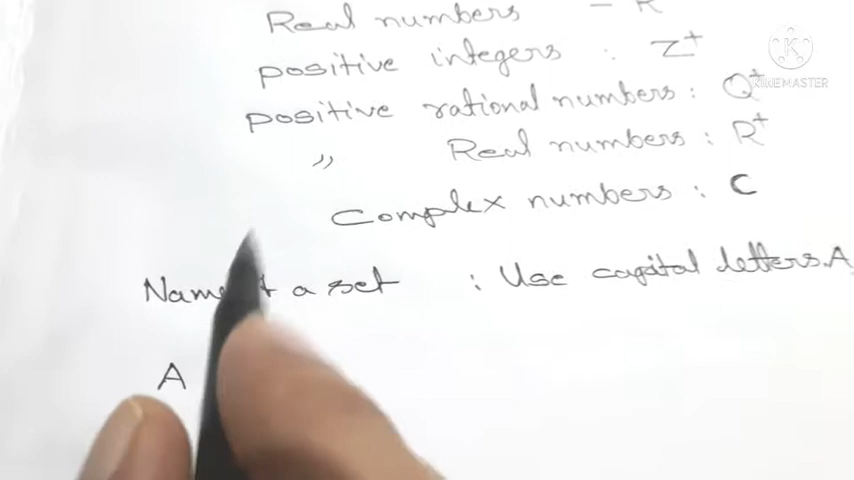 Real numbers - R
positive integers : Z+
positive rational numbers : Q+
" Real numbers : R+
Complex numbers : C
Name a set : Use capital letters. A
A
K
KINEMASTER